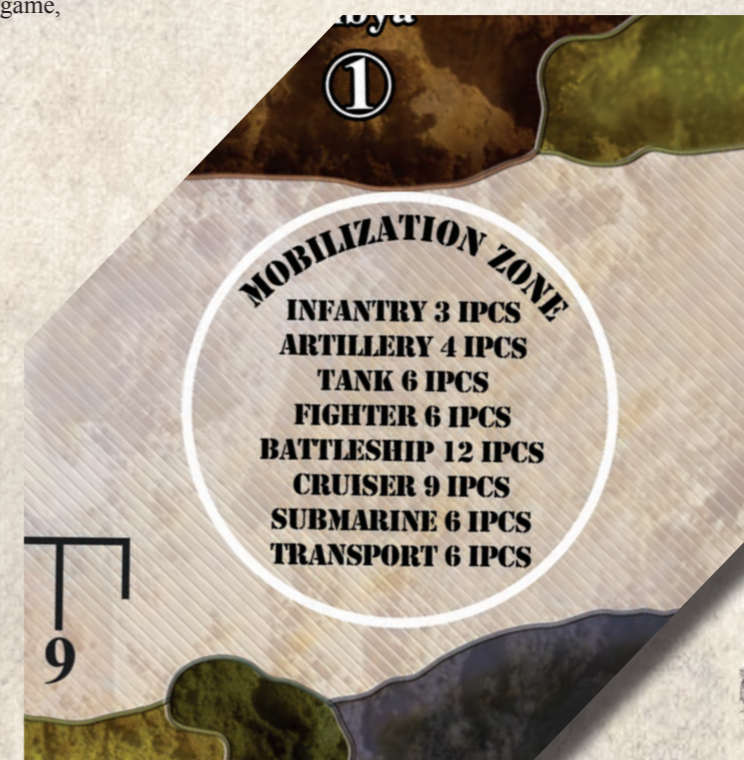 game,
①
MOBILIZATION ZONE
INFANTRY 3 IPCS
ARTILLERY 4 IPCS
TANK 6 IPCS
FIGHTER 6 IPCS
BATTLESHIP 12 IPCS
CRUISER 9 IPCS
SUBMARINE 6 IPCS
TRANSPORT 6 IPCS
9